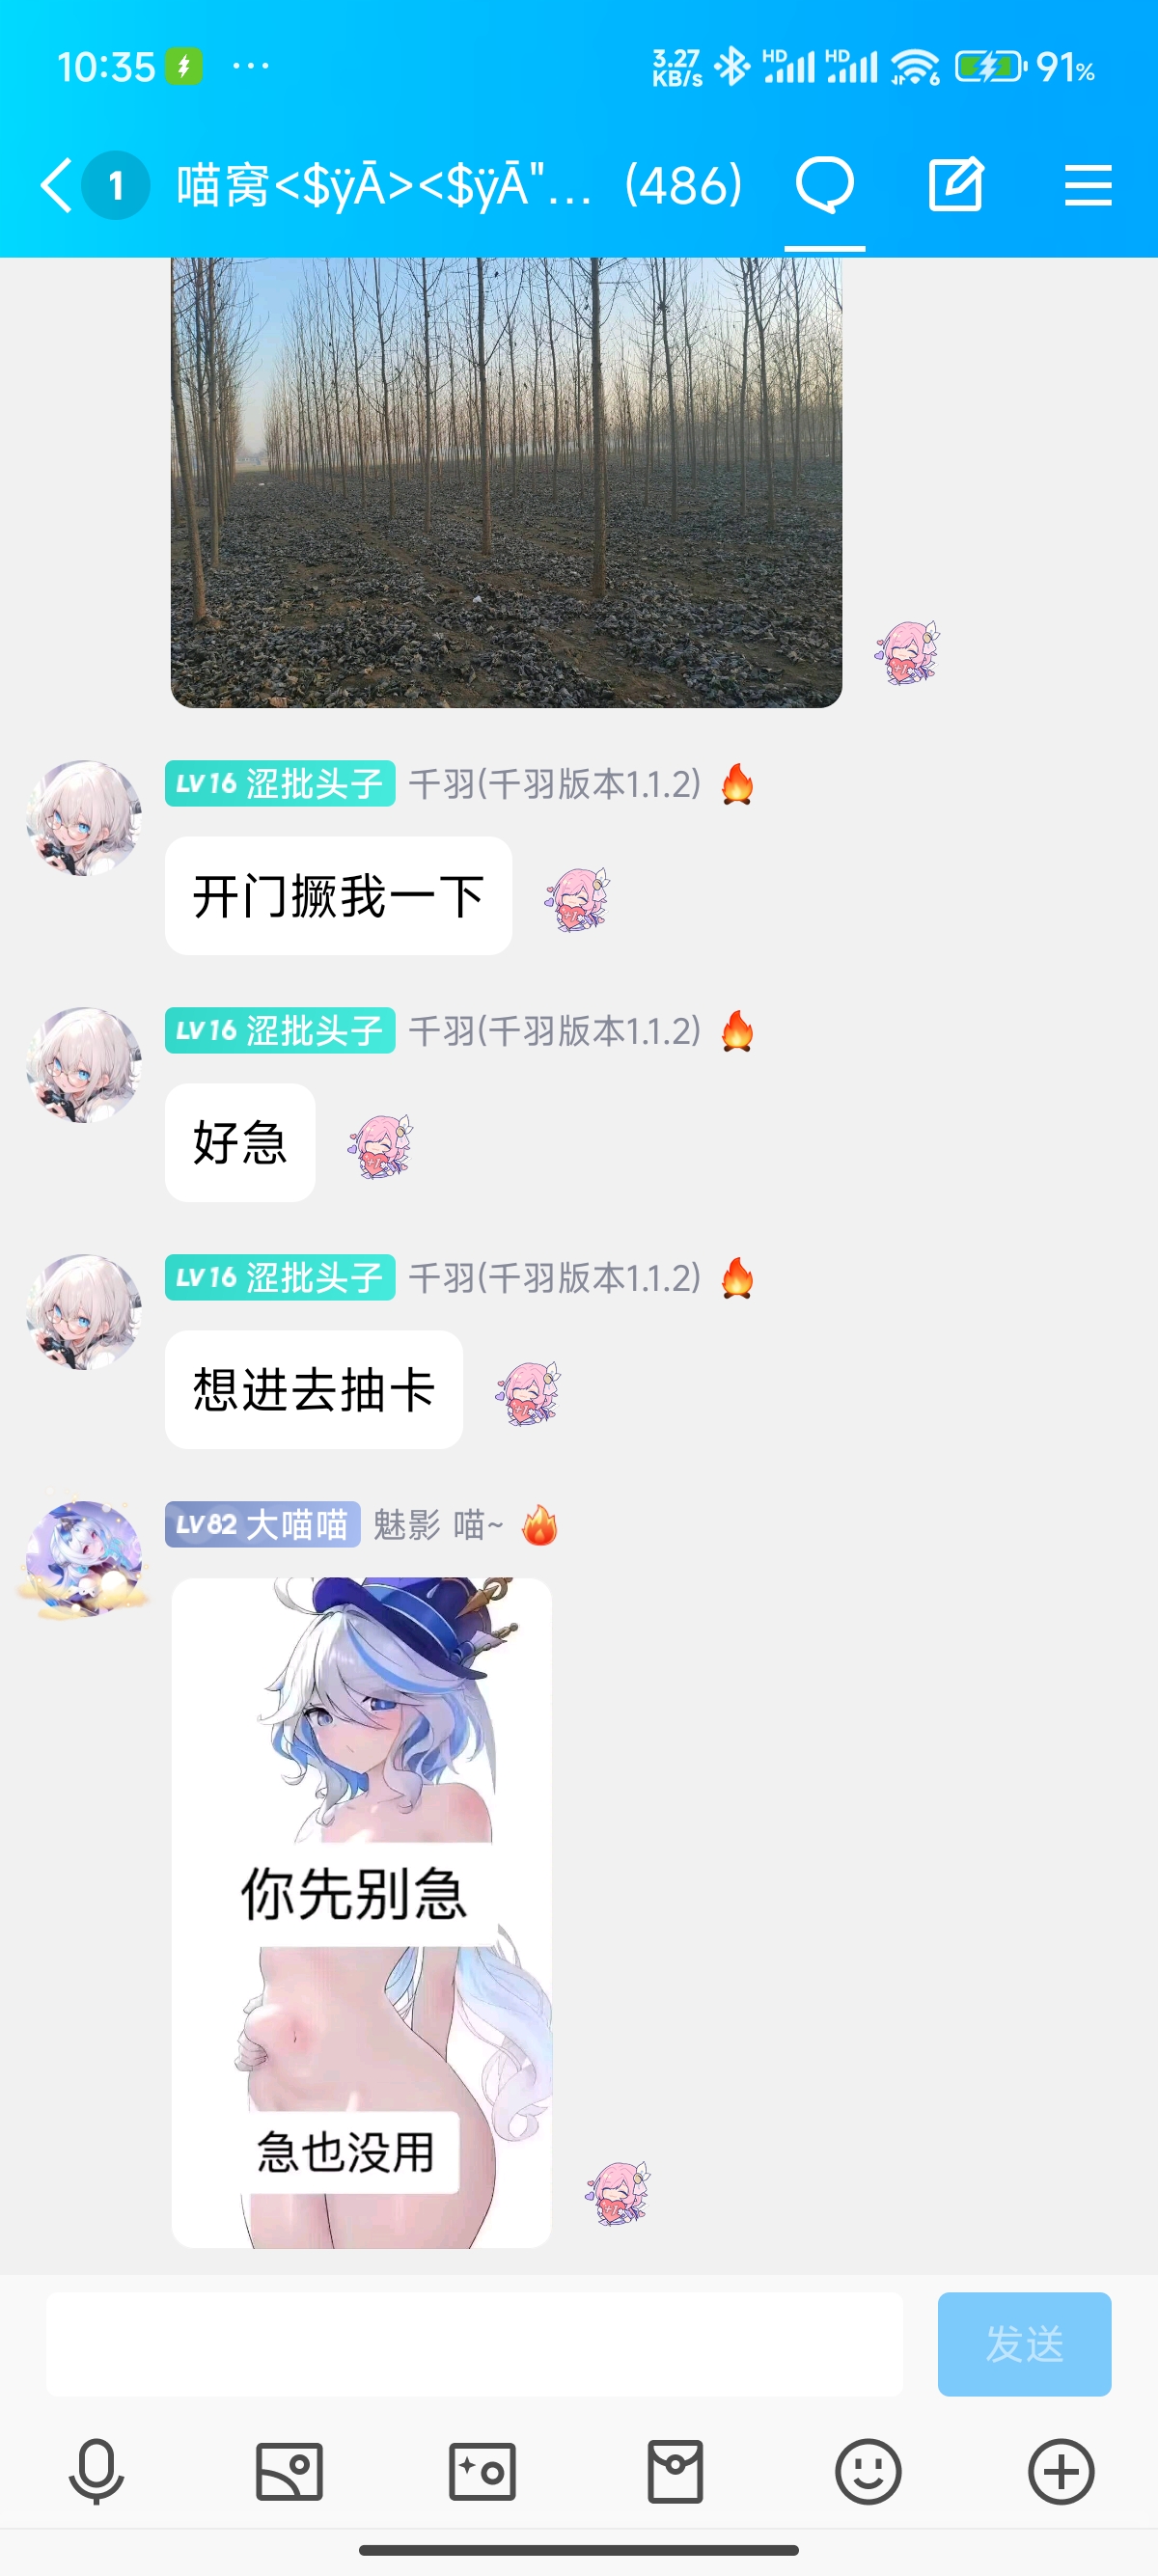 10:35 ... 3.27 KB/s HD HD 6 91%
1 喵窝<$ÿĀ><$ÿĀ"... (486)
LV16 涩批头子 千羽(千羽版本1.1.2)
开门撅我一下
LV16 涩批头子 千羽(千羽版本1.1.2)
好急
LV16 涩批头子 千羽(千羽版本1.1.2)
想进去抽卡
LV82 大喵喵 魅影 喵~
你先别急
急也没用
发送